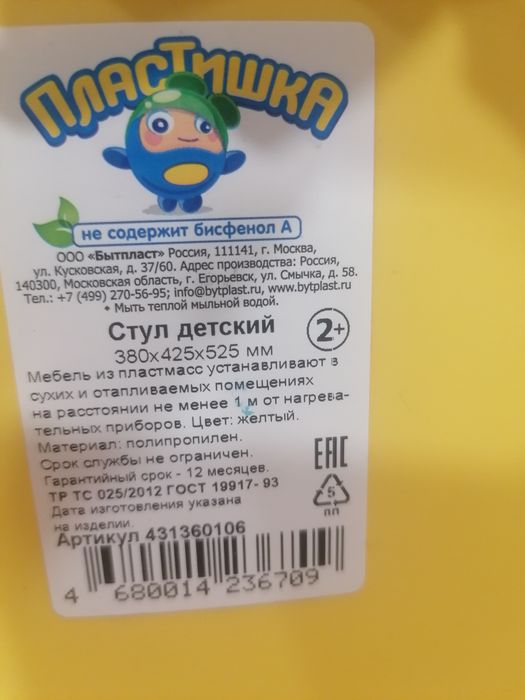 ПЛАСТИШКА
не содержит бисфенол А
ООО «Бытпласт» Россия, 111141, г. Москва,
ул. Кусковская, д. 37/60. Адрес производства: Россия,
140300, Московская область, г. Егорьевск, ул. Смычка, д. 58.
Тел.: +7 (499) 270-56-95; info@bytplast.ru, www.bytplast.ru
• Мыть теплой мыльной водой.
Стул детский
2+
380х425х525 мм
Мебель из пластмасс устанавливают в
сухих и отапливаемых помещениях
на расстоянии не менее 1 м от нагрева-
тельных приборов. Цвет: желтый.
Материал: полипропилен.
Срок службы не ограничен.
Гарантийный срок - 12 месяцев.
ТР ТС 025/2012 ГОСТ 19917- 93
Дата изготовления указана
на изделии.
EAC
5
ПП
Артикул 431360106
4 680014 236709